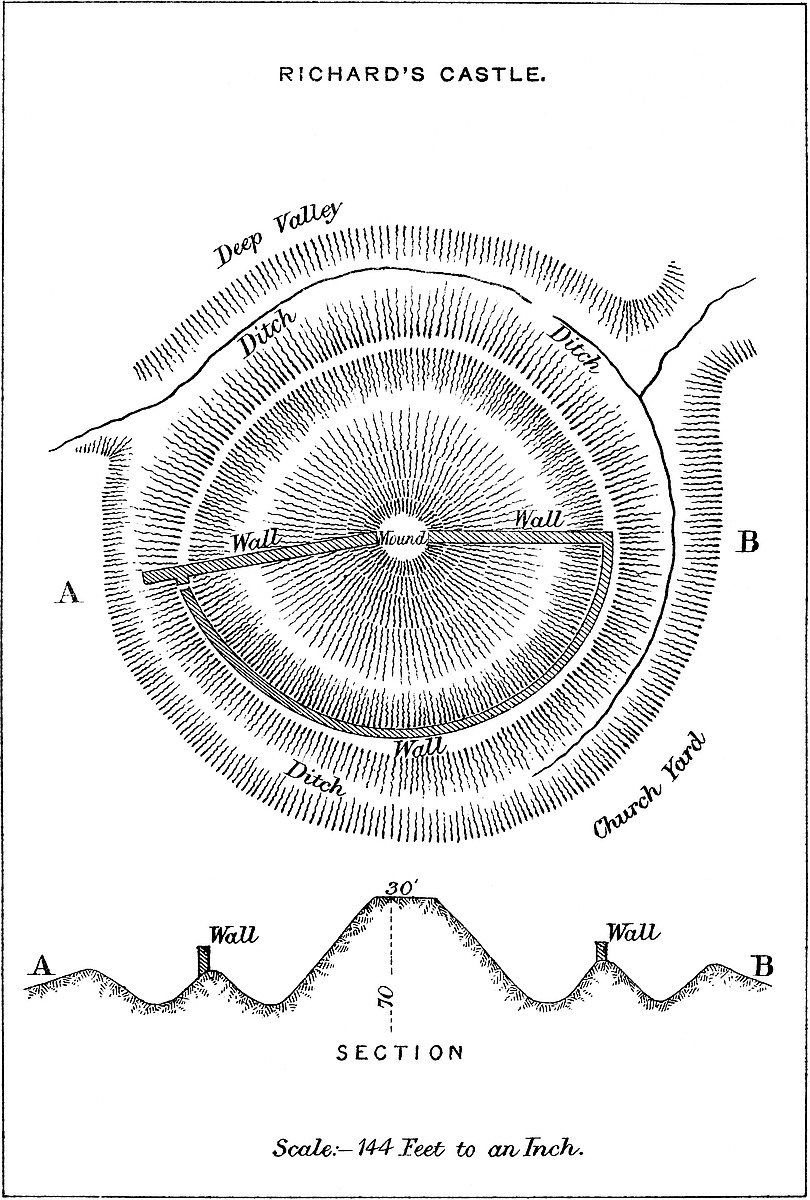 RICHARD'S CASTLE.
Deep Valley
Ditch
Ditch
Wall
Wall
Mound
A
B
Wall
Ditch
Church Yard
30'
Wall
Wall
A
B
70
SECTION
Scale:– 144 Feet to an Inch.